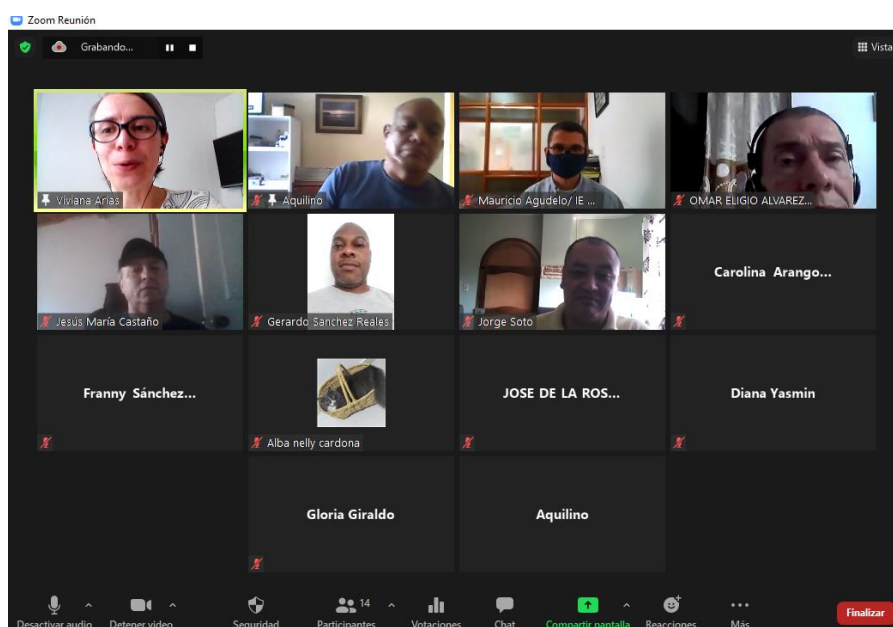 Zoom Reunión
Grabando...
Vista
Viviana Arias
Aquilino
Mauricio Agudelo/ IE ...
OMAR ELIGIO ALVAREZ...
Jesús María Castaño
Gerardo Sanchez Reales
Jorge Soto
Carolina Arango...
Franny Sánchez...
Alba nelly cardona
JOSE DE LA ROS...
Diana Yasmin
Gloria Giraldo
Aquilino
14
Desactivar audio
Detener video
Seguridad
Participantes
Votaciones
Chat
Compartir pantalla
Reacciones
Más
Finalizar